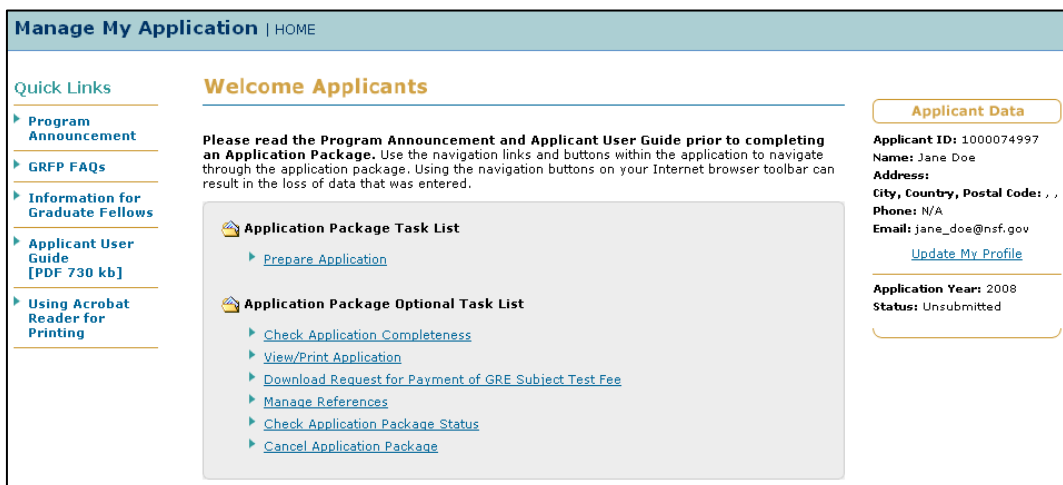 Manage My Application | HOME
Quick Links
Program
Announcement
GRFP FAQs
Information for
Graduate Fellows
Applicant User
Guide
[PDF 730 kb]
Using Acrobat
Reader for
Printing
Welcome Applicants
Please read the Program Announcement and Applicant User Guide prior to completing
an Application Package. Use the navigation links and buttons within the application to navigate
through the application package. Using the navigation buttons on your Internet browser toolbar can
result in the loss of data that was entered.
Application Package Task List
Prepare Application
Application Package Optional Task List
Check Application Completeness
View/Print Application
Download Request for Payment of GRE Subject Test Fee
Manage References
Check Application Package Status
Cancel Application Package
Applicant Data
Applicant ID: 1000074997
Name: Jane Doe
Address:
City, Country, Postal Code: , ,
Phone: N/A
Email: jane_doe@nsf.gov
Update My Profile
Application Year: 2008
Status: Unsubmitted